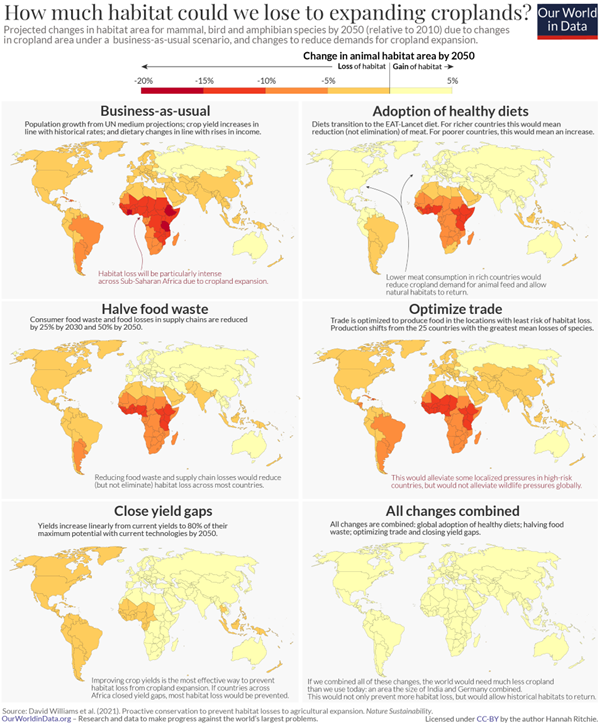 How much habitat could we lose to expanding croplands?
Our World
in Data
Projected changes in habitat area for mammal, bird and amphibian species by 2050 (relative to 2010) due to changes
in cropland area under a business-as-usual scenario, and changes to reduce demands for cropland expansion.
Change in animal habitat area by 2050
Loss of habitat
Gain of habitat
-20%
-15%
-10%
-5%
5%
Business-as-usual
Population growth from UN medium projections; crop yield increases in
line with historical rates; and dietary changes in line with rises in income.
Habitat loss will be particularly intense
across Sub-Saharan Africa due to cropland expansion.
Adoption of healthy diets
Diets transition to the EAT-Lancet diet. For richer countries this would mean
reduction (not elimination) of meat. For poorer countries, this would mean an increase.
Lower meat consumption in rich countries would
reduce cropland demand for animal feed and allow
natural habitats to return.
Halve food waste
Consumer food waste and food losses in supply chains are reduced
by 25% by 2030 and 50% by 2050.
Reducing food waste and supply chain losses would reduce
(but not eliminate) habitat loss across most countries.
Optimize trade
Trade is optimized to produce food in the locations with least risk of habitat loss.
Production shifts from the 25 countries with the greatest mean losses of species.
This would alleviate some localized pressures in high-risk
countries, but would not alleviate wildlife pressures globally.
Close yield gaps
Yields increase linearly from current yields to 80% of their
maximum potential with current technologies by 2050.
Improving crop yields is the most effective way to prevent
habitat loss from cropland expansion. If countries across
Africa closed yield gaps, most habitat loss would be prevented.
All changes combined
All changes are combined: global adoption of healthy diets; halving food
waste; optimizing trade and closing yield gaps.
If we combined all of these changes, the world would need much less cropland
than we use today: an area the size of India and Germany combined.
This would not only prevent more habitat loss, but would allow historical habitats to return.
Source: David Williams et al. (2021). Proactive conservation to prevent habitat losses to agricultural expansion. Nature Sustainability.
OurWorldinData.org – Research and data to make progress against the world's largest problems.
Licensed under CC-BY by the author Hannah Ritchie.